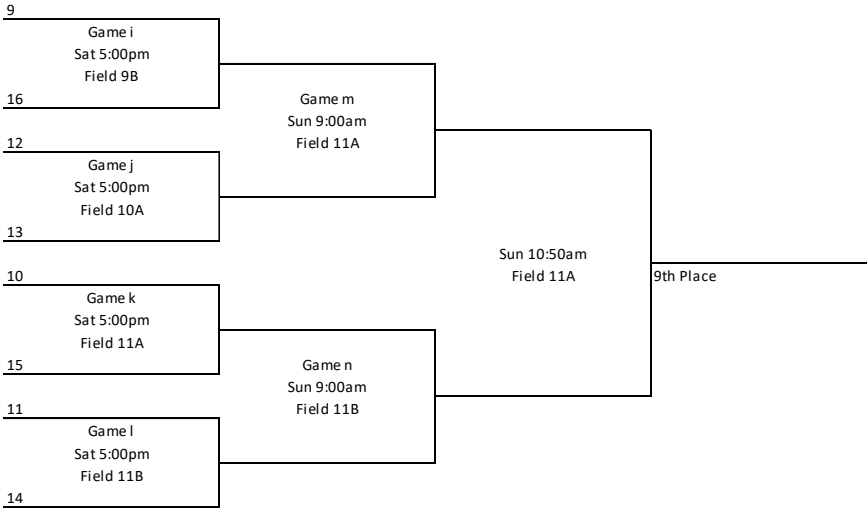 9
Game i
Sat 5:00pm
Field 9B
16
Game m
Sun 9:00am
Field 11A
12
Game j
Sat 5:00pm
Field 10A
13
Sun 10:50am
Field 11A
9th Place
10
Game k
Sat 5:00pm
Field 11A
15
Game n
Sun 9:00am
Field 11B
11
Game l
Sat 5:00pm
Field 11B
14